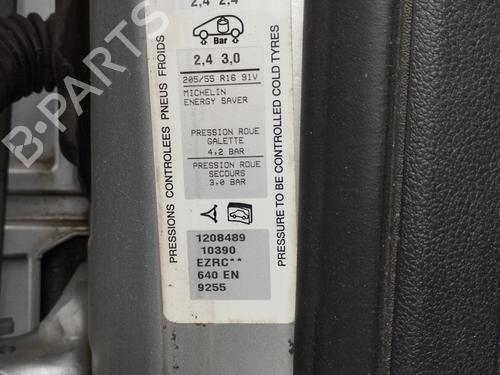 2,4 2,4
Bar
2,4 3,0
205/55 R16 91V
MICHELIN
ENERGY SAVER
PRESSION ROUE
GALETTE
4,2 BAR
PRESSION ROUE
SECOURS
3,0 BAR
1208489
10390
EZRC**
640 EN
9255
PRESSIONS CONTROLEES PNEUS FROIDS
PRESSURE TO BE CONTROLLED COLD TYRES
B-PARTS